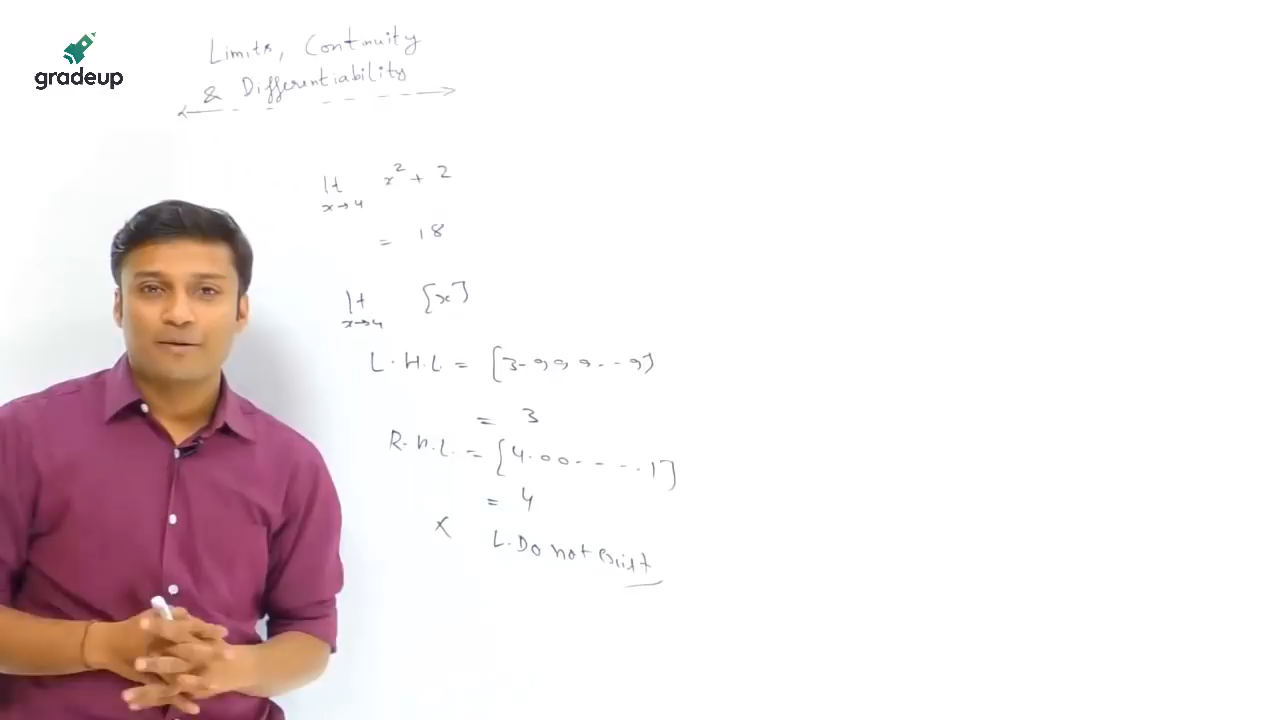 gradeup
Limits, Continuity
& Differentiability
lt x²+ 2
x→4
= 18
lt [x]
x→4
L.H.L. = [3.999...9]
= 3
R.H.L. = [4.00-----1]
= 4
x L.Do not exist